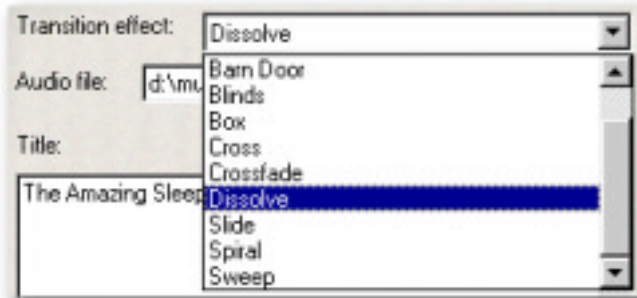 Transition effect: Dissolve
Barn Door
Audio file: d:\mu
Blinds
Box
Title:
Cross
Crossfade
The Amazing Sleep
Dissolve
Slide
Spiral
Sweep